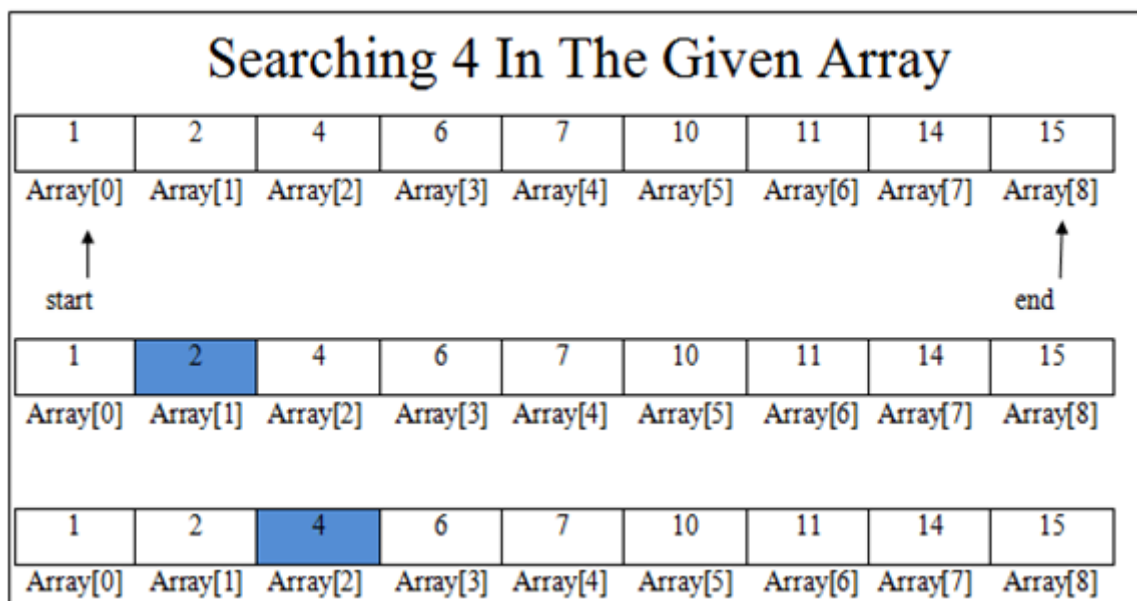 Searching 4 In The Given Array
1 2 4 6 7 10 11 14 15
Array[0] Array[1] Array[2] Array[3] Array[4] Array[5] Array[6] Array[7] Array[8]
start end
1 2 4 6 7 10 11 14 15
Array[0] Array[1] Array[2] Array[3] Array[4] Array[5] Array[6] Array[7] Array[8]
1 2 4 6 7 10 11 14 15
Array[0] Array[1] Array[2] Array[3] Array[4] Array[5] Array[6] Array[7] Array[8]